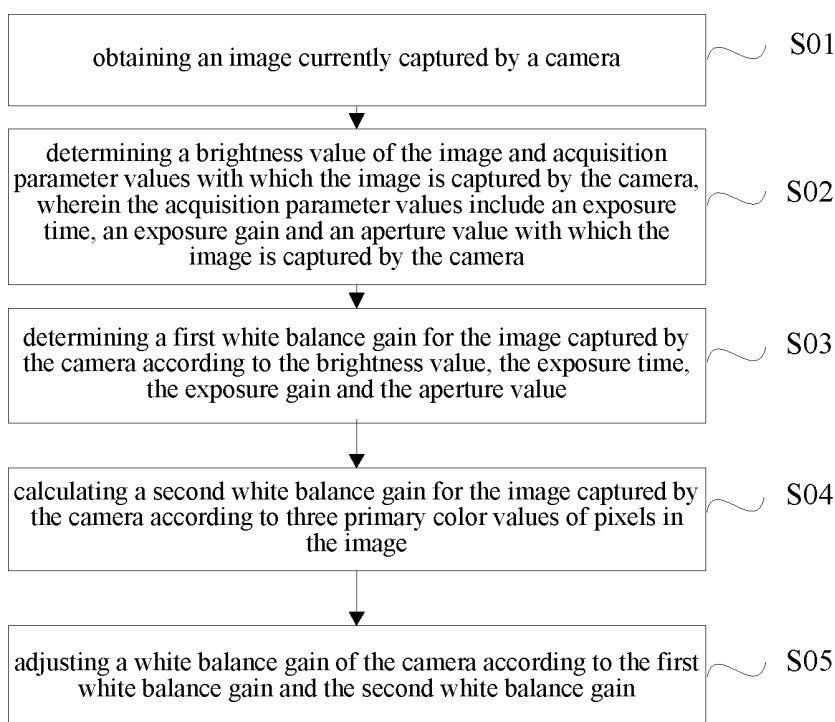 obtaining an image currently captured by a camera
S01
determining a brightness value of the image and acquisition
parameter values with which the image is captured by the camera,
wherein the acquisition parameter values include an exposure
time, an exposure gain and an aperture value with which the
image is captured by the camera
S02
determining a first white balance gain for the image captured by
the camera according to the brightness value, the exposure time,
the exposure gain and the aperture value
S03
calculating a second white balance gain for the image captured by
the camera according to three primary color values of pixels in
the image
S04
adjusting a white balance gain of the camera according to the first
white balance gain and the second white balance gain
S05